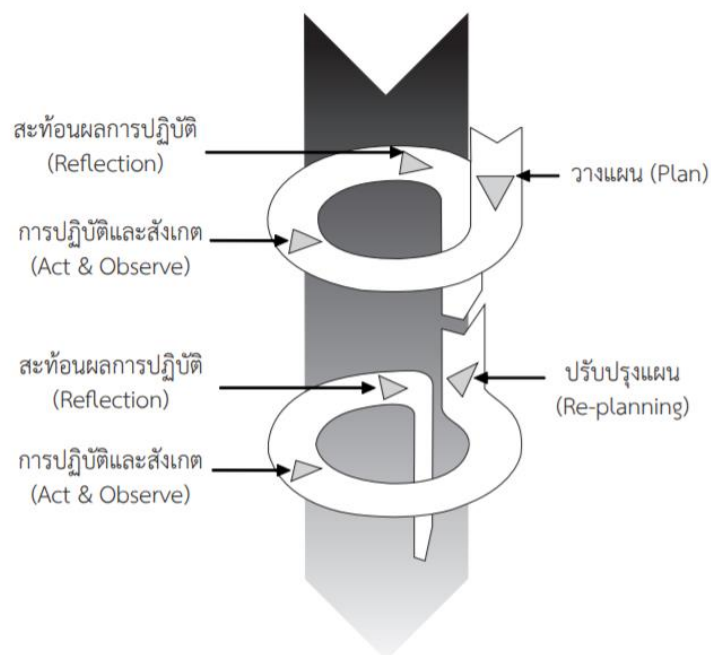 สะท้อนผลการปฏิบัติ
(Reflection)
วางแผน (Plan)
การปฏิบัติและสังเกต
(Act & Observe)
สะท้อนผลการปฏิบัติ
(Reflection)
ปรับปรุงแผน
(Re-planning)
การปฏิบัติและสังเกต
(Act & Observe)